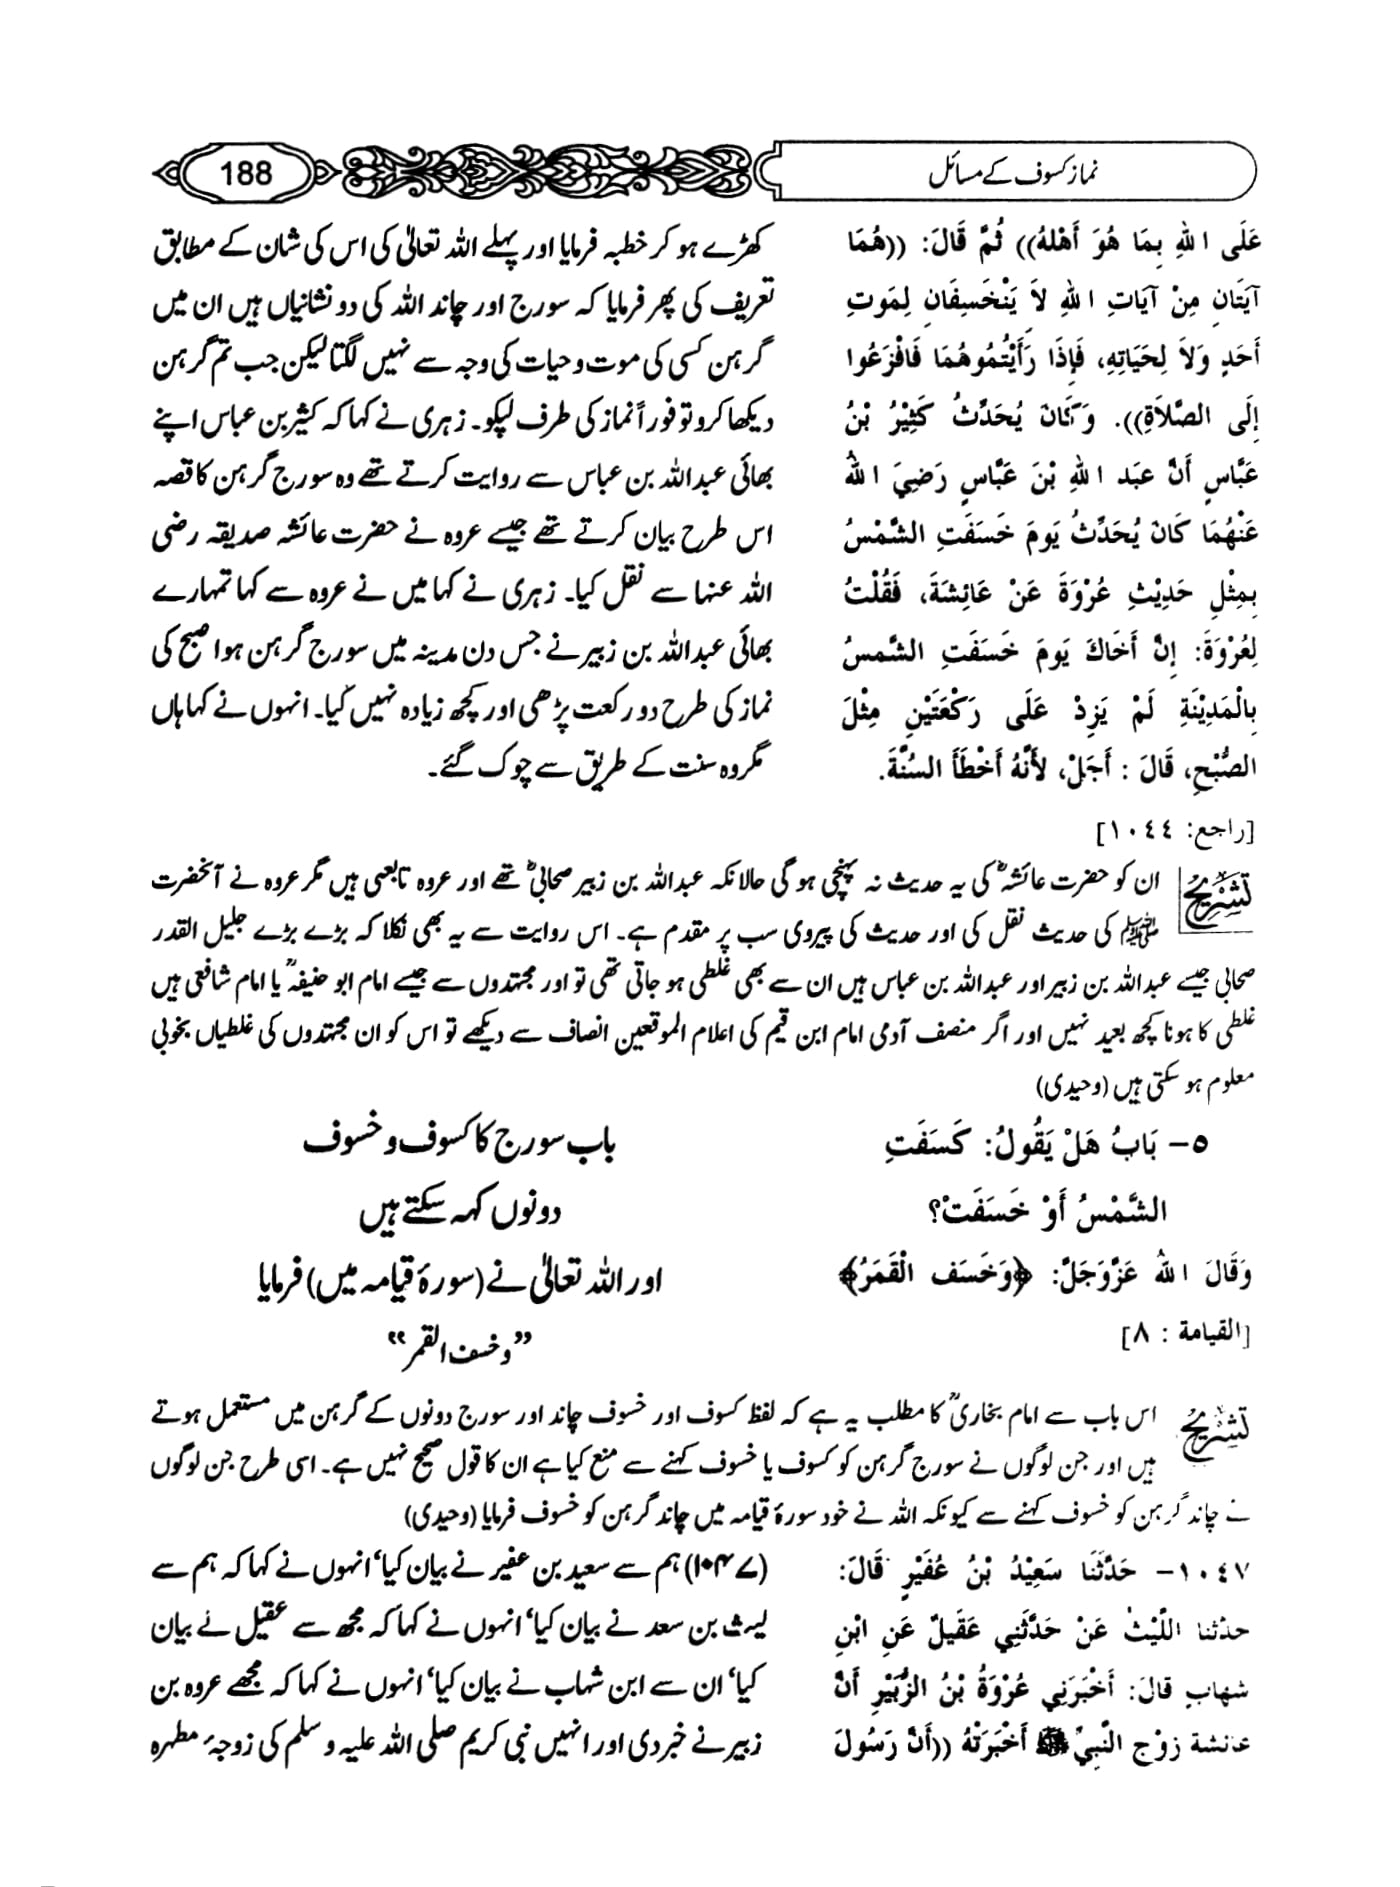 نماز کسوف کے مسائل
188
عَلَى اللهِ بِمَا هُوَ أَهْلهُ)) ثُمَّ قَالَ: ((هُمَا
آيَتَانِ مِنْ آيَاتِ اللهِ لاَ يَنْخَسِفَانِ لِمَوتِ
أَحَدٍ وَلاَ لِحَيَاتِهِ، فَإِذَا رَأَيْتُمُوهُمَا فَافْزَعُوا
إِلَى الصَّلاَةِ)). وَكَانَ يُحَدِّثُ كَثِيْرُ بْنُ
عَبَّاسٍ أَنَّ عبَد اللهِ بْنَ عَبَّاسٍ رَضِيَ اللهُ
عَنْهُمَا كَانَ يُحَدِّثُ يَومَ خَسَفَتِ الشَّمْسُ
بِمِثْلِ حَدِيْثِ عُرْوَةَ عَنْ عَائِشَةَ، فَقُلْتُ
لِعُرْوَةَ: إِنَّ أَخَاكَ يَومَ خَسَفَتِ الشَّمسُ
بِالْمَدِيْنَةِ لَمْ يَزِدْ عَلَى رَكْعَتَيْنِ مِثْلَ
الصُّبْحِ، قَالَ : أَجَلْ، لأَنَّهُ أَخْطَأَ السُنَّةَ.
[راجع: ١٠٤٤]
کھڑے ہو کر خطبہ فرمایا اور پہلے اللہ تعالیٰ کی اس کی شان کے مطابق
تعریف کی پھر فرمایا کہ سورج اور چاند اللہ کی دو نشانیاں ہیں ان میں
گرہن کسی کی موت و حیات کی وجہ سے نہیں لگتا لیکن جب تم گرہن
دیکھا کرو تو فوراً نماز کی طرف لپکو۔ زہری نے کہا کہ کثیر بن عباس اپنے
بھائی عبداللہ بن عباس سے روایت کرتے تھے وہ سورج گرہن کا قصہ
اس طرح بیان کرتے تھے جیسے عروہ نے حضرت عائشہ صدیقہ رضی
اللہ عنہا سے نقل کیا۔ زہری نے کہا میں نے عروہ سے کہا تمہارے
بھائی عبداللہ بن زبیر نے جس دن مدینہ میں سورج گرہن ہوا صبح کی
نماز کی طرح دو رکعت پڑھی اور کچھ زیادہ نہیں کیا۔ انہوں نے کہا ہاں
مگر وہ سنت کے طریق سے چوک گئے۔
تشریح
ان کو حضرت عائشہؓ کی یہ حدیث نہ پہنچی ہو گی حالانکہ عبداللہ بن زبیر صحابیؓ تھے اور عروہ تابعی ہیں مگر عروہ نے آنحضرت
ﷺ کی حدیث نقل کی اور حدیث کی پیروی سب پر مقدم ہے۔ اس روایت سے یہ بھی نکلا کہ بڑے بڑے جلیل القدر
صحابی جیسے عبداللہ بن زبیر اور عبداللہ بن عباس ہیں ان سے بھی غلطی ہو جاتی تھی تو اور مجتہدوں سے جیسے امام ابو حنیفہؒ یا امام شافعی ہیں
غلطی کا ہونا کچھ بعید نہیں اور اگر منصف آدمی امام ابن قیم کی اعلام الموقعین انصاف سے دیکھے تو اس کو ان مجتہدوں کی غلطیاں بخوبی
معلوم ہو سکتی ہیں (وحیدی)
٥- بَابُ هَلْ يَقُولُ: كَسَفَتِ
الشَّمْسُ أَوْ خَسَفَتْ؟
وَقَالَ اللهُ عَزَّوَجَلَّ: ﴿وَخَسَف الْقَمَرُ﴾
[القيامة : ٨]
باب سورج کا کسوف و خسوف
دونوں کہہ سکتے ہیں
اور اللہ تعالیٰ نے (سورۂ قیامہ میں) فرمایا
”وخسف القمر“
تشریح
اس باب سے امام بخاریؒ کا مطلب یہ ہے کہ لفظ کسوف اور خسوف چاند اور سورج دونوں کے گرہن میں مستعمل ہوتے
ہیں اور جن لوگوں نے سورج گرہن کو کسوف یا خسوف کہنے سے منع کیا ہے ان کا قول صحیح نہیں ہے۔ اسی طرح جن لوگوں
نے چاند گرہن کو خسوف کہنے سے کیونکہ اللہ نے خود سورۂ قیامہ میں چاند گرہن کو خسوف فرمایا (وحیدی)
١٠٤٧- حَدَّثَنَا سَعِيْدُ بْنُ عُفَيْرٍ قَالَ:
حدّثنا اللَّيْثُ عَنْ حَدَّثَنِي عَقَيلٌ عَنِ ابْنِ
شهابٍ قالَ: أَخْبَرَنِي عُرْوَةُ بْنُ الزُّبَيْرِ أَنَّ
عائشة زوْج النَّبِيِّ ﷺ أَخْبَرَتْهُ ((أَنَّ رَسُولَ
(۱۰۴۷) ہم سے سعید بن عفیر نے بیان کیا‘ انہوں نے کہا کہ ہم سے
لیث بن سعد نے بیان کیا‘ انہوں نے کہا کہ مجھ سے عقیل نے بیان
کیا‘ ان سے ابن شہاب نے بیان کیا‘ انہوں نے کہا کہ مجھے عروہ بن
زبیر نے خبر دی اور انہیں نبی کریم صلی اللہ علیہ و سلم کی زوجۂ مطہرہ